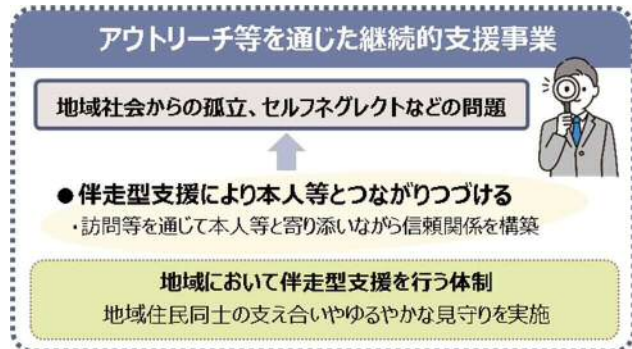 アウトリーチ等を通じた継続的支援事業
地域社会からの孤立、セルフネグレクトなどの問題
●伴走型支援により本人等とつながりつづける
・訪問等を通じて本人等と寄り添いながら信頼関係を構築
地域において伴走型支援を行う体制
地域住民同士の支え合いやゆるやかな見守りを実施